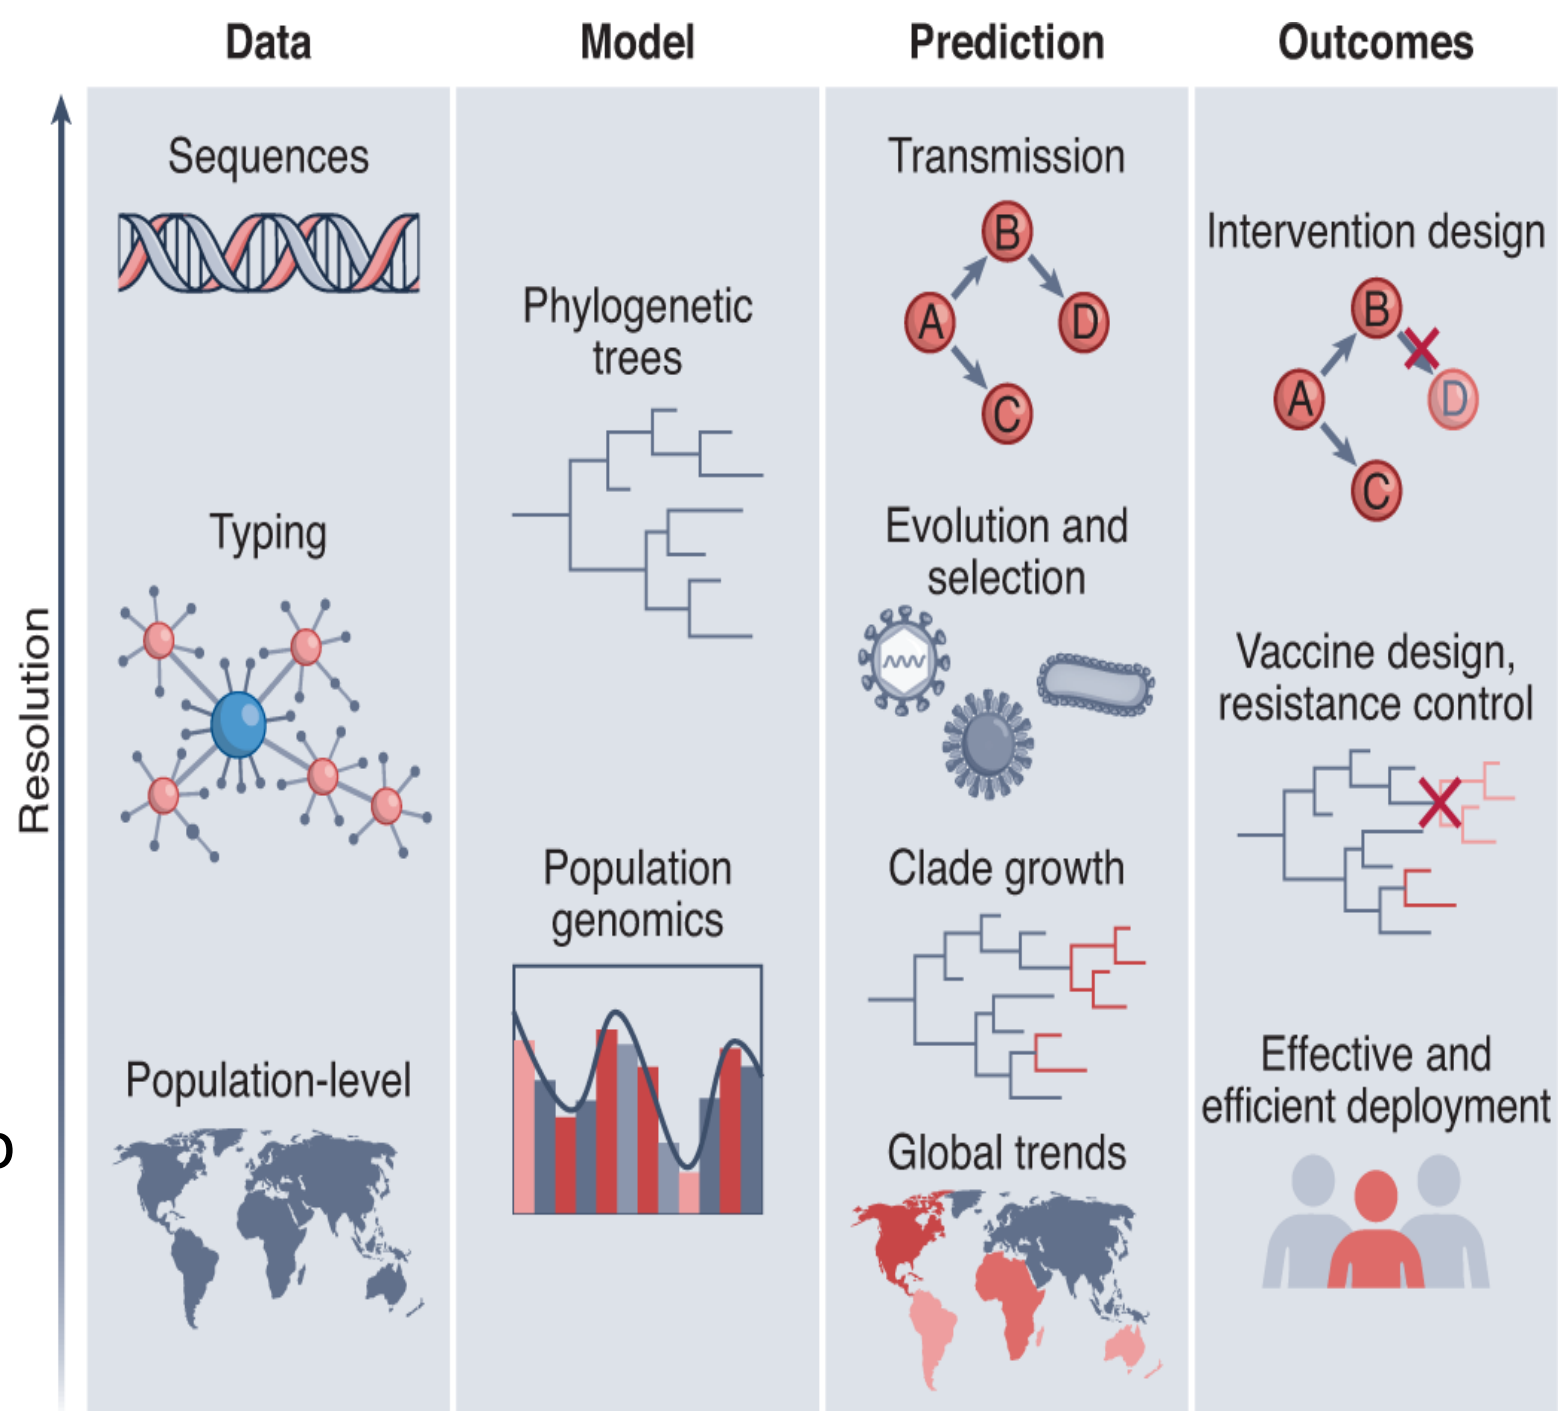 Data
Model
Prediction
Outcomes
Resolution
Sequences
Typing
Population-level
Phylogenetic
trees
Population
genomics
Transmission
B
A
D
C
Evolution and
selection
Clade growth
Global trends
Intervention design
B
A
D
C
Vaccine design,
resistance control
Effective and
efficient deployment